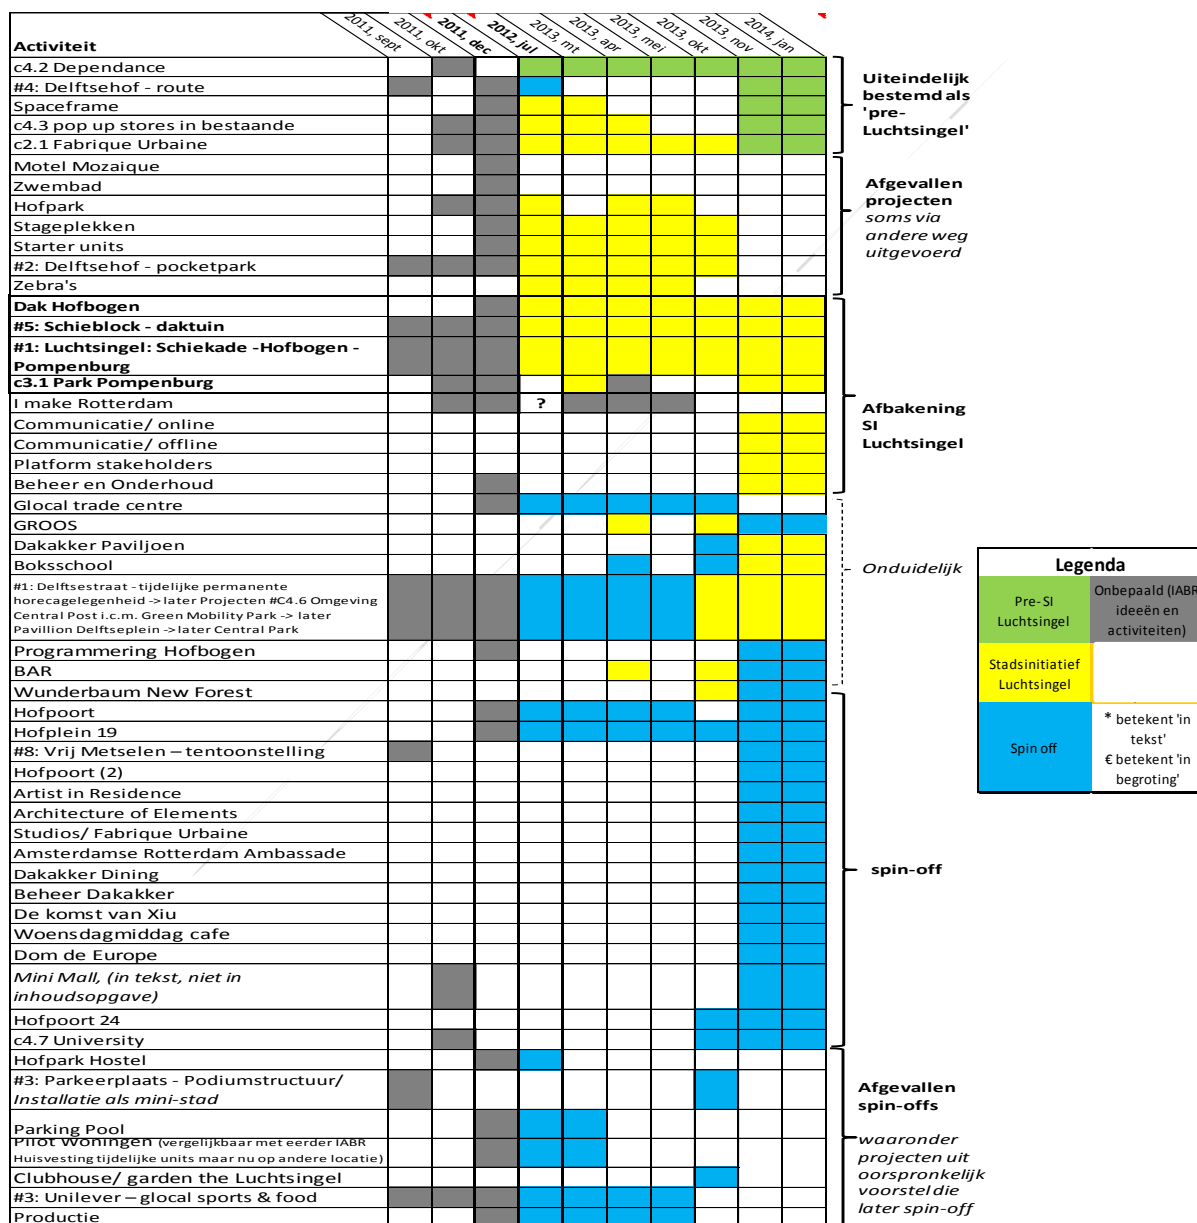 Activiteit
2011, sept
2011, okt
2011, dec
2012, jul
2013, mt
2013, apr
2013, mei
2013, okt
2013, nov
2014, jan
c4.2 Dependance
#4: Delftsehof - route
Spaceframe
c4.3 pop up stores in bestaande
c2.1 Fabrique Urbaine
Uiteindelijk
bestemd als
'pre-
Luchtsingel'
Motel Mozaique
Zwembad
Hofpark
Stageplekken
Starter units
#2: Delftsehof - pocketpark
Zebra's
Afgevallen
projecten
soms via
andere weg
uitgevoerd
Dak Hofbogen
#5: Schieblock - daktuin
#1: Luchtsingel: Schiekade -Hofbogen -
Pompenburg
c3.1 Park Pompenburg
I make Rotterdam
?
Communicatie/ online
Communicatie/ offline
Platform stakeholders
Beheer en Onderhoud
Afbakening
SI
Luchtsingel
Glocal trade centre
GROOS
Dakakker Paviljoen
Boksschool
#1: Delftsestraat - tijdelijke permanente
horecagelegenheid -> later Projecten #C4.6 Omgeving
Central Post i.c.m. Green Mobility Park -> later
Pavillion Delftseplein -> later Central Park
Programmering Hofbogen
BAR
Wunderbaum New Forest
Onduidelijk
Hofpoort
Hofplein 19
#8: Vrij Metselen – tentoonstelling
Hofpoort (2)
Artist in Residence
Architecture of Elements
Studios/ Fabrique Urbaine
Amsterdamse Rotterdam Ambassade
Dakakker Dining
Beheer Dakakker
De komst van Xiu
Woensdagmiddag cafe
Dom de Europe
Mini Mall, (in tekst, niet in
inhoudsopgave)
Hofpoort 24
c4.7 University
spin-off
Hofpark Hostel
#3: Parkeerplaats - Podiumstructuur/
Installatie als mini-stad
Parking Pool
Pilot Woningen (vergelijkbaar met eerder IABR
Huisvesting tijdelijke units maar nu op andere locatie)
Clubhouse/ garden the Luchtsingel
#3: Unilever – glocal sports & food
Productie
Afgevallen
spin-offs
waaronder
projecten uit
oorspronkelijk
voorstel die
later spin-off
Legenda
Pre-SI
Luchtsingel
Onbepaald (IABR
ideeën en
activiteiten)
Stadsinitiatief
Luchtsingel
Spin off
* betekent 'in
tekst'
€ betekent 'in
begroting'